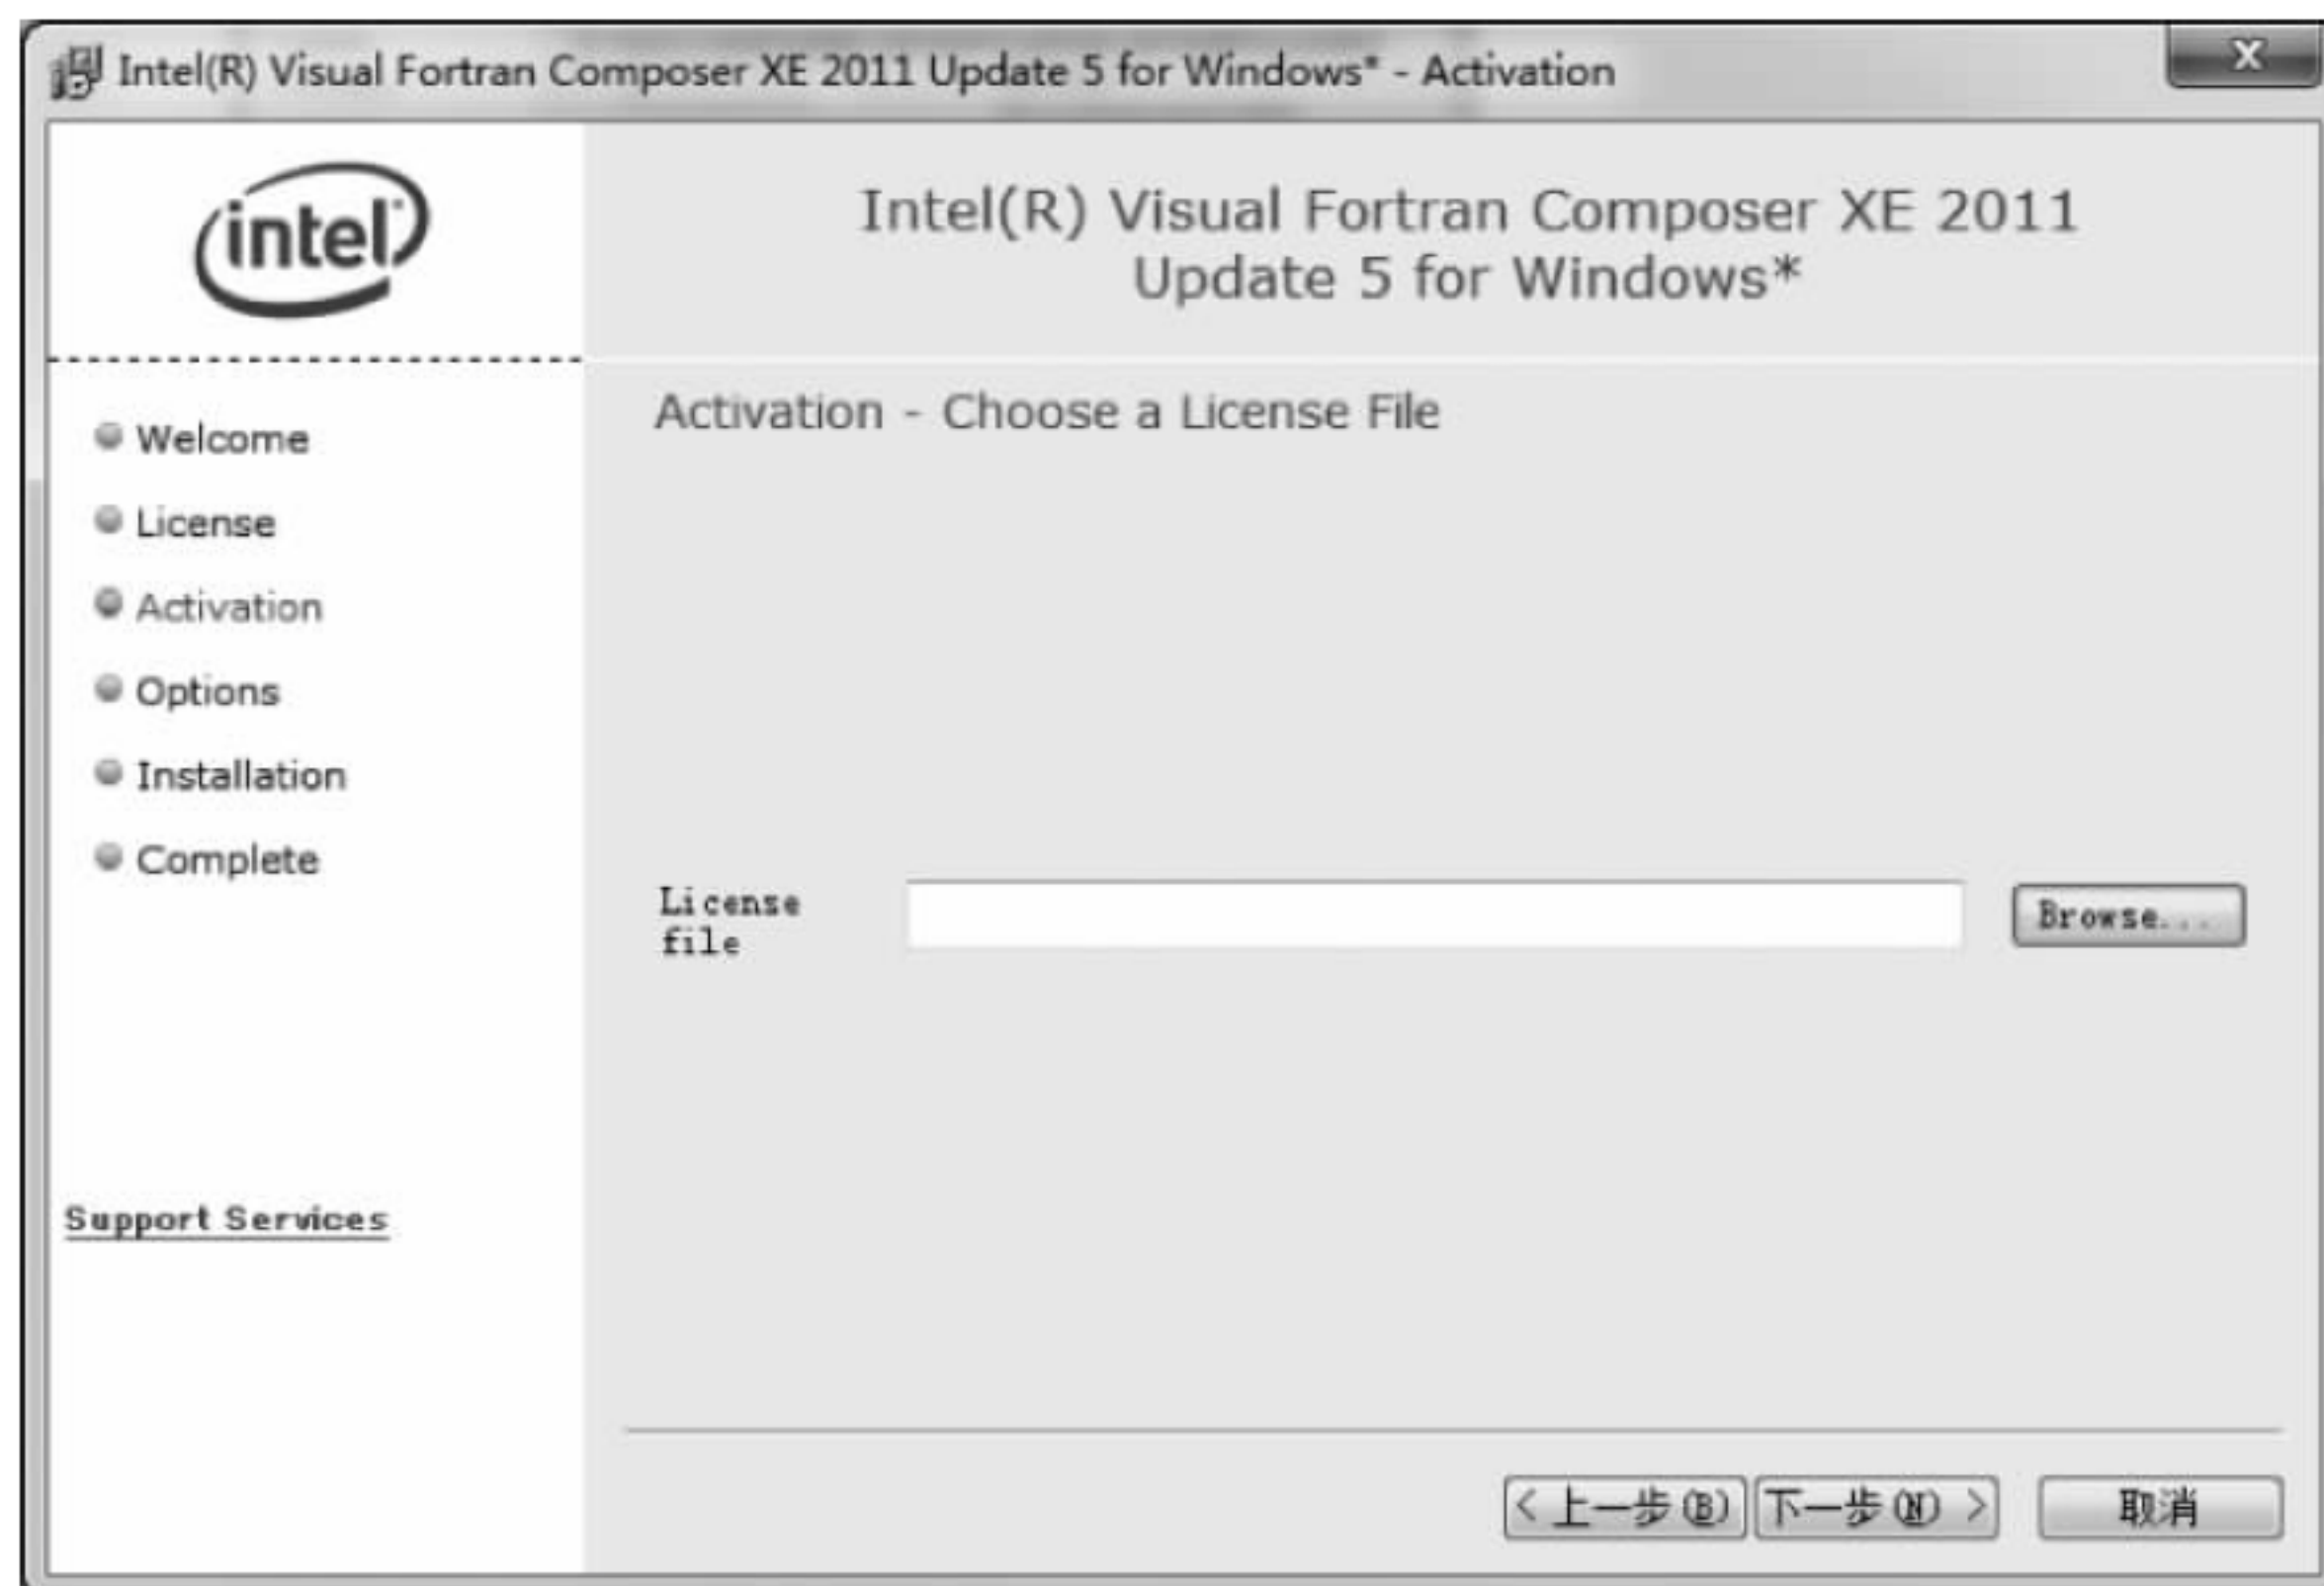 Intel(R) Visual Fortran Composer XE 2011 Update 5 for Windows* - Activation
x
intel
Intel(R) Visual Fortran Composer XE 2011
Update 5 for Windows*
Welcome
License
Activation
Options
Installation
Complete
Support Services
Activation - Choose a License File
License
file
Browse...
< 上一步(B)
下一步(N) >
取消